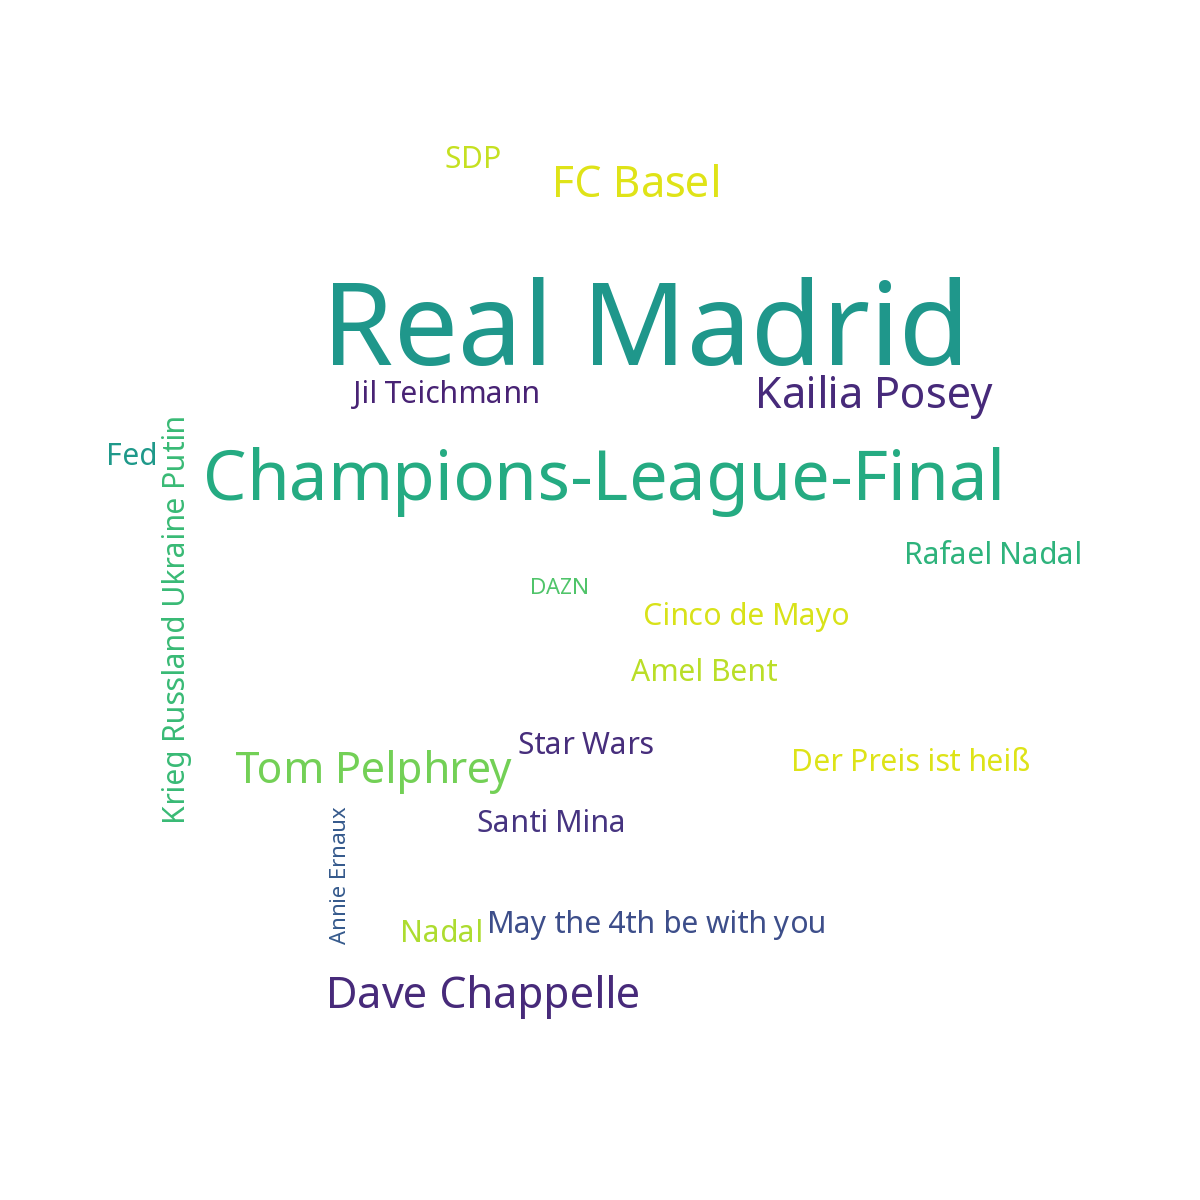 SDP
FC Basel
Real Madrid
Jil Teichmann
Kailia Posey
Fed
Krieg Russland Ukraine Putin
Champions-League-Final
Rafael Nadal
DAZN
Cinco de Mayo
Amel Bent
Star Wars
Tom Pelphrey
Der Preis ist heiß
Santi Mina
Annie Ernaux
Nadal
May the 4th be with you
Dave Chappelle